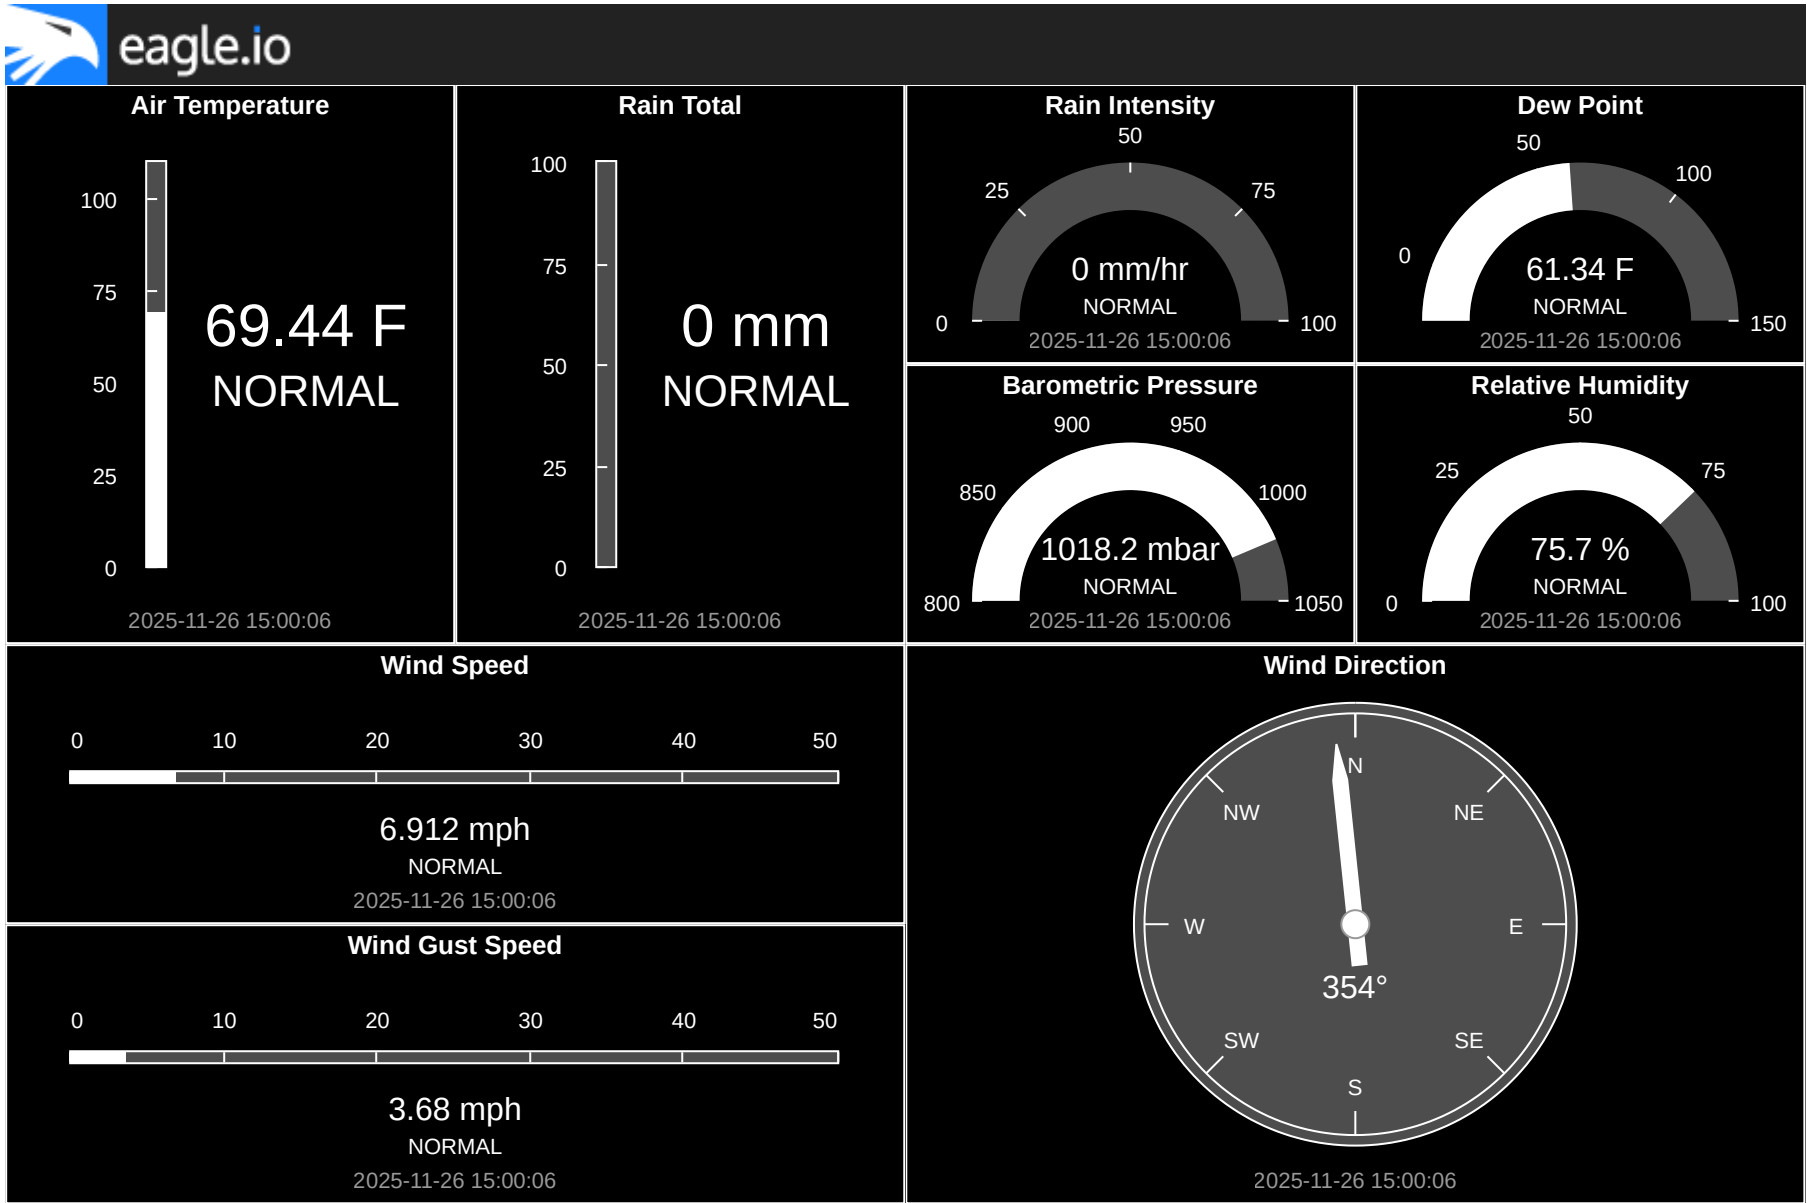 eagle.io
Air Temperature
100
75
50
25
0
69.44 F
NORMAL
2025-11-26 15:00:06
Rain Total
100
75
50
25
0
0 mm
NORMAL
2025-11-26 15:00:06
Rain Intensity
50
25
75
0
100
0 mm/hr
NORMAL
2025-11-26 15:00:06
Dew Point
50
100
0
150
61.34 F
NORMAL
2025-11-26 15:00:06
Barometric Pressure
900
950
850
1000
800
1050
1018.2 mbar
NORMAL
2025-11-26 15:00:06
Relative Humidity
50
25
75
0
100
75.7 %
NORMAL
2025-11-26 15:00:06
Wind Speed
0 10 20 30 40 50
6.912 mph
NORMAL
2025-11-26 15:00:06
Wind Gust Speed
0 10 20 30 40 50
3.68 mph
NORMAL
2025-11-26 15:00:06
Wind Direction
N
NW
NE
W
E
354°
SW
SE
S
2025-11-26 15:00:06